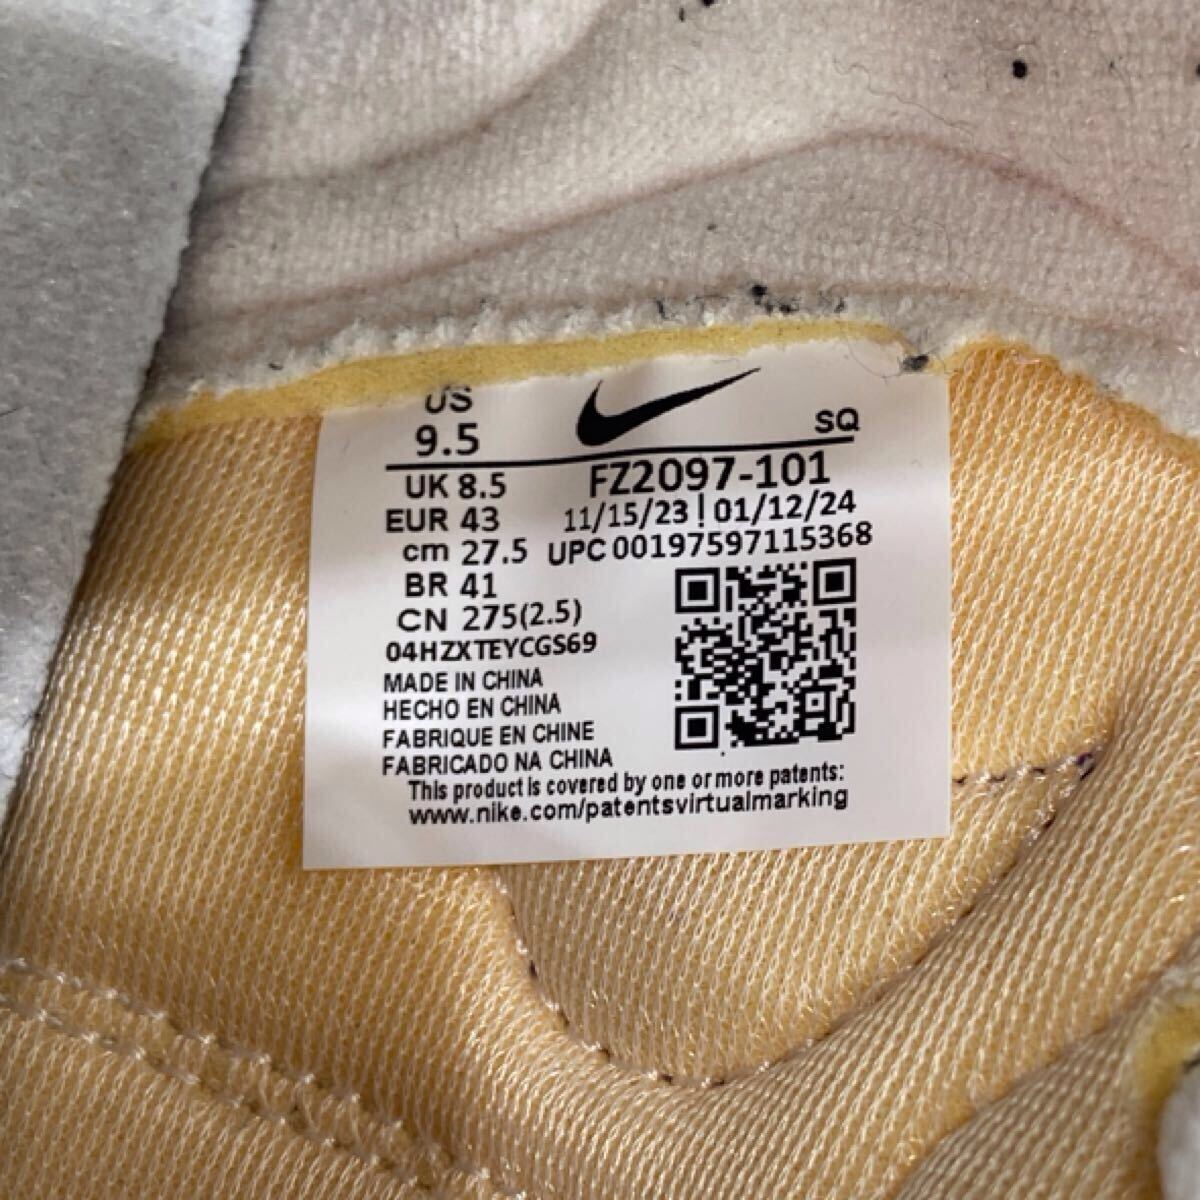 US
9.5
SQ
UK 8.5
FZ2097-101
EUR 43
11/15/23 | 01/12/24
cm 27.5
UPC 00197597115368
BR 41
CN 275(2.5)
04HZXTEYCGS69
MADE IN CHINA
HECHO EN CHINA
FABRIQUE EN CHINE
FABRICADO NA CHINA
This product is covered by one or more patents:
www.nike.com/patentsvirtualmarking